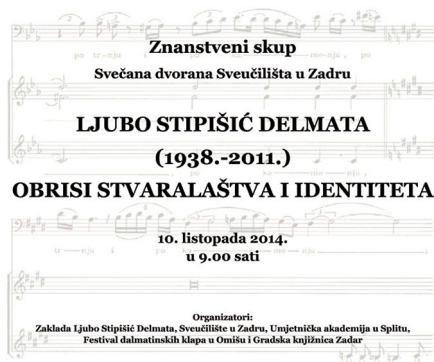 Znanstveni skup
Svečana dvorana Sveučilišta u Zadru
LJUBO STIPIŠIĆ DELMATA
(1938.-2011.)
OBRISI STVARALAŠTVA I IDENTITETA
10. listopada 2014.
u 9.00 sati
Organizatori:
Zaklada Ljubo Stipišić Delmata, Sveučilište u Zadru, Umjetnička akademija u Splitu,
Festival dalmatinskih klapa u Omišu i Gradska knjižnica Zadar